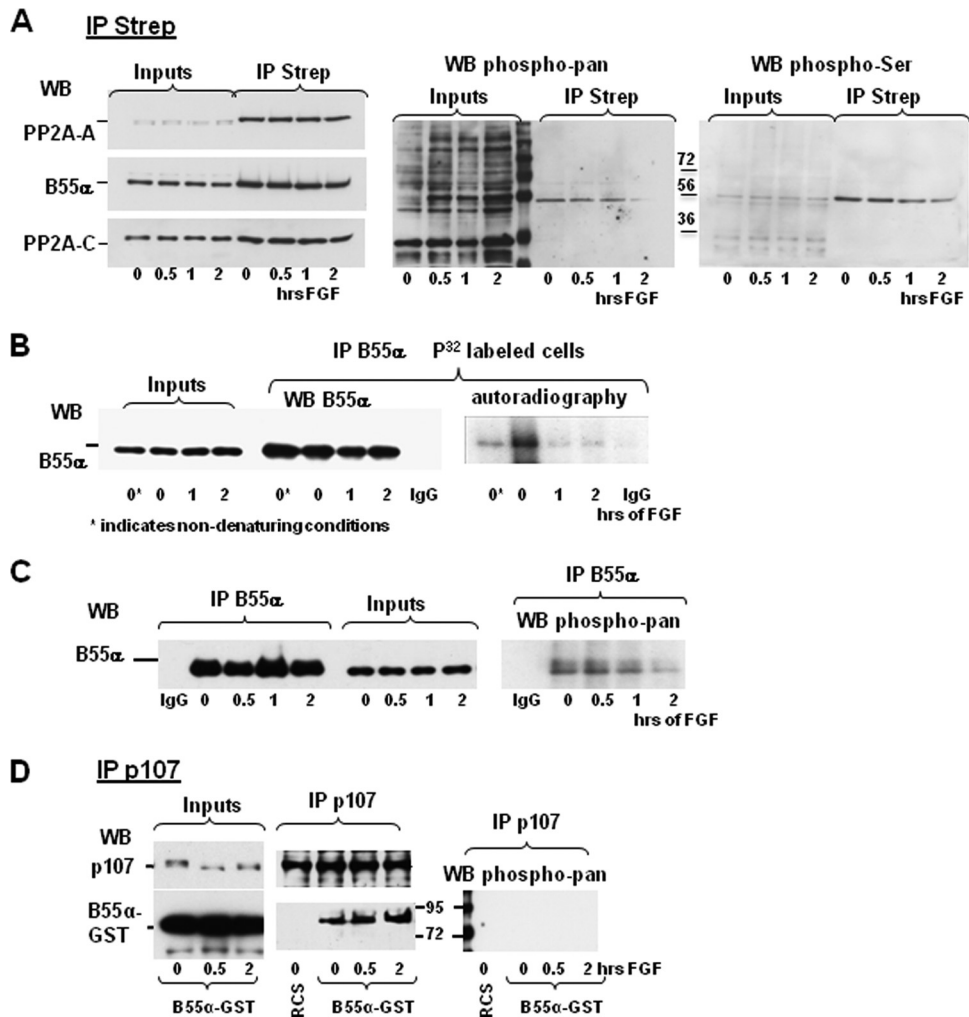 A IP Strep
Inputs IP Strep
WB
PP2A-A
B55α
PP2A-C
0 0.5 1 2 0 0.5 1 2
hrsFGF
WB phospho-pan
Inputs IP Strep
0 0.5 1 2 0 0.5 1 2
hrsFGF
WB phospho-Ser
Inputs IP Strep
72
56
36
0 0.5 1 2 0 0.5 1 2
hrsFGF
B
IP B55α P32 labeled cells
Inputs
WB B55α autoradiography
WB
B55α
0* 0 1 2 0* 0 1 2 IgG 0* 0 1 2 IgG
hrs of FGF
* indicates non-denaturing conditions
C
IP B55α Inputs IP B55α
WB
WB phospho-pan
B55α
IgG 0 0.5 1 2 0 0.5 1 2 IgG 0 0.5 1 2
hrs of FGF
D IP p107
Inputs IP p107 IP p107
WB
WB phospho-pan
p107
B55α-
GST
95
72
0 0.5 2 0 0 0.5 2 0 0 0.5 2 hrs FGF
B55α-GST RCS B55α-GST RCS B55α-GST